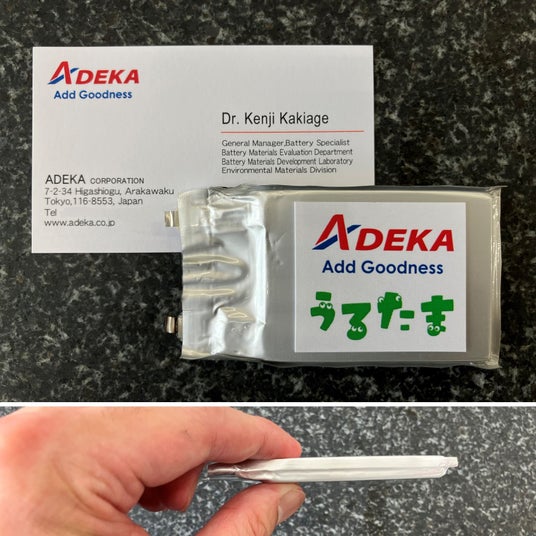 ADEKA
Add Goodness
Dr. Kenji Kakiage
General Manager,Battery Specialist
Battery Materials Evaluation Department
Battery Materials Development Laboratory
Environmental Materials Division
ADEKA CORPORATION
7-2-34 Higashiogu, Arakawaku
Tokyo,116-8553, Japan
Tel
www.adeka.co.jp
ADEKA
Add Goodness
うるたま